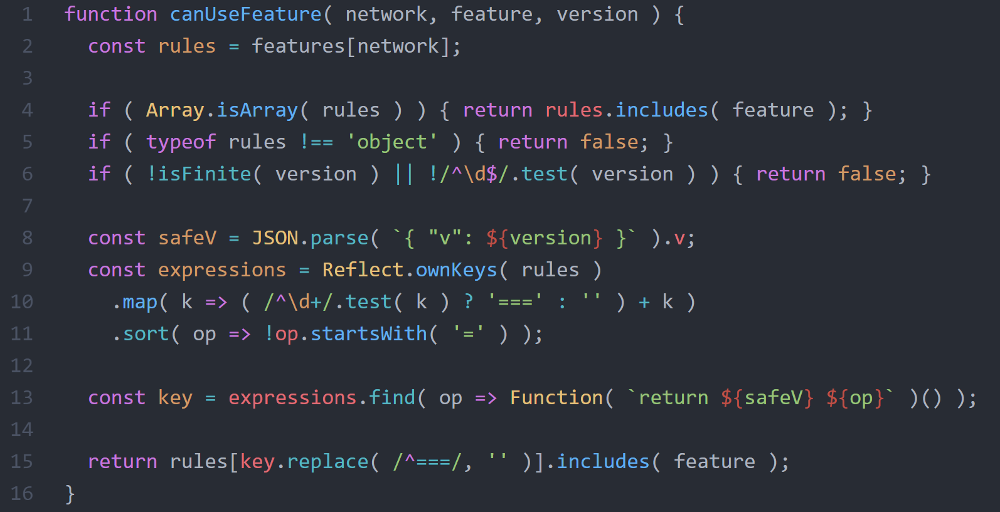 1 function canUseFeature( network, feature, version ) {
2   const rules = features[network];
3
4   if ( Array.isArray( rules ) ) { return rules.includes( feature ); }
5   if ( typeof rules !== 'object' ) { return false; }
6   if ( !isFinite( version ) || !/^\d$/.test( version ) ) { return false; }
7
8   const safeV = JSON.parse( `{ "v": ${version} }` ).v;
9   const expressions = Reflect.ownKeys( rules )
10     .map( k => ( /^\d+/.test( k ) ? '===' : '' ) + k )
11     .sort( op => !op.startsWith( '=' ) );
12
13   const key = expressions.find( op => Function( `return ${safeV} ${op}` )() );
14
15   return rules[key.replace( /^===/, '' )].includes( feature );
16 }